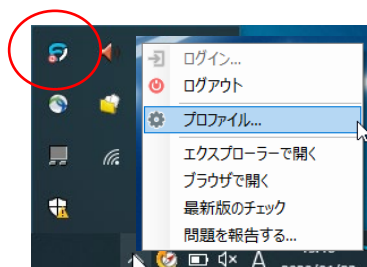 ログイン...
ログアウト
プロファイル...
エクスプローラーで開く
ブラウザで開く
最新版のチェック
問題を報告する...
A